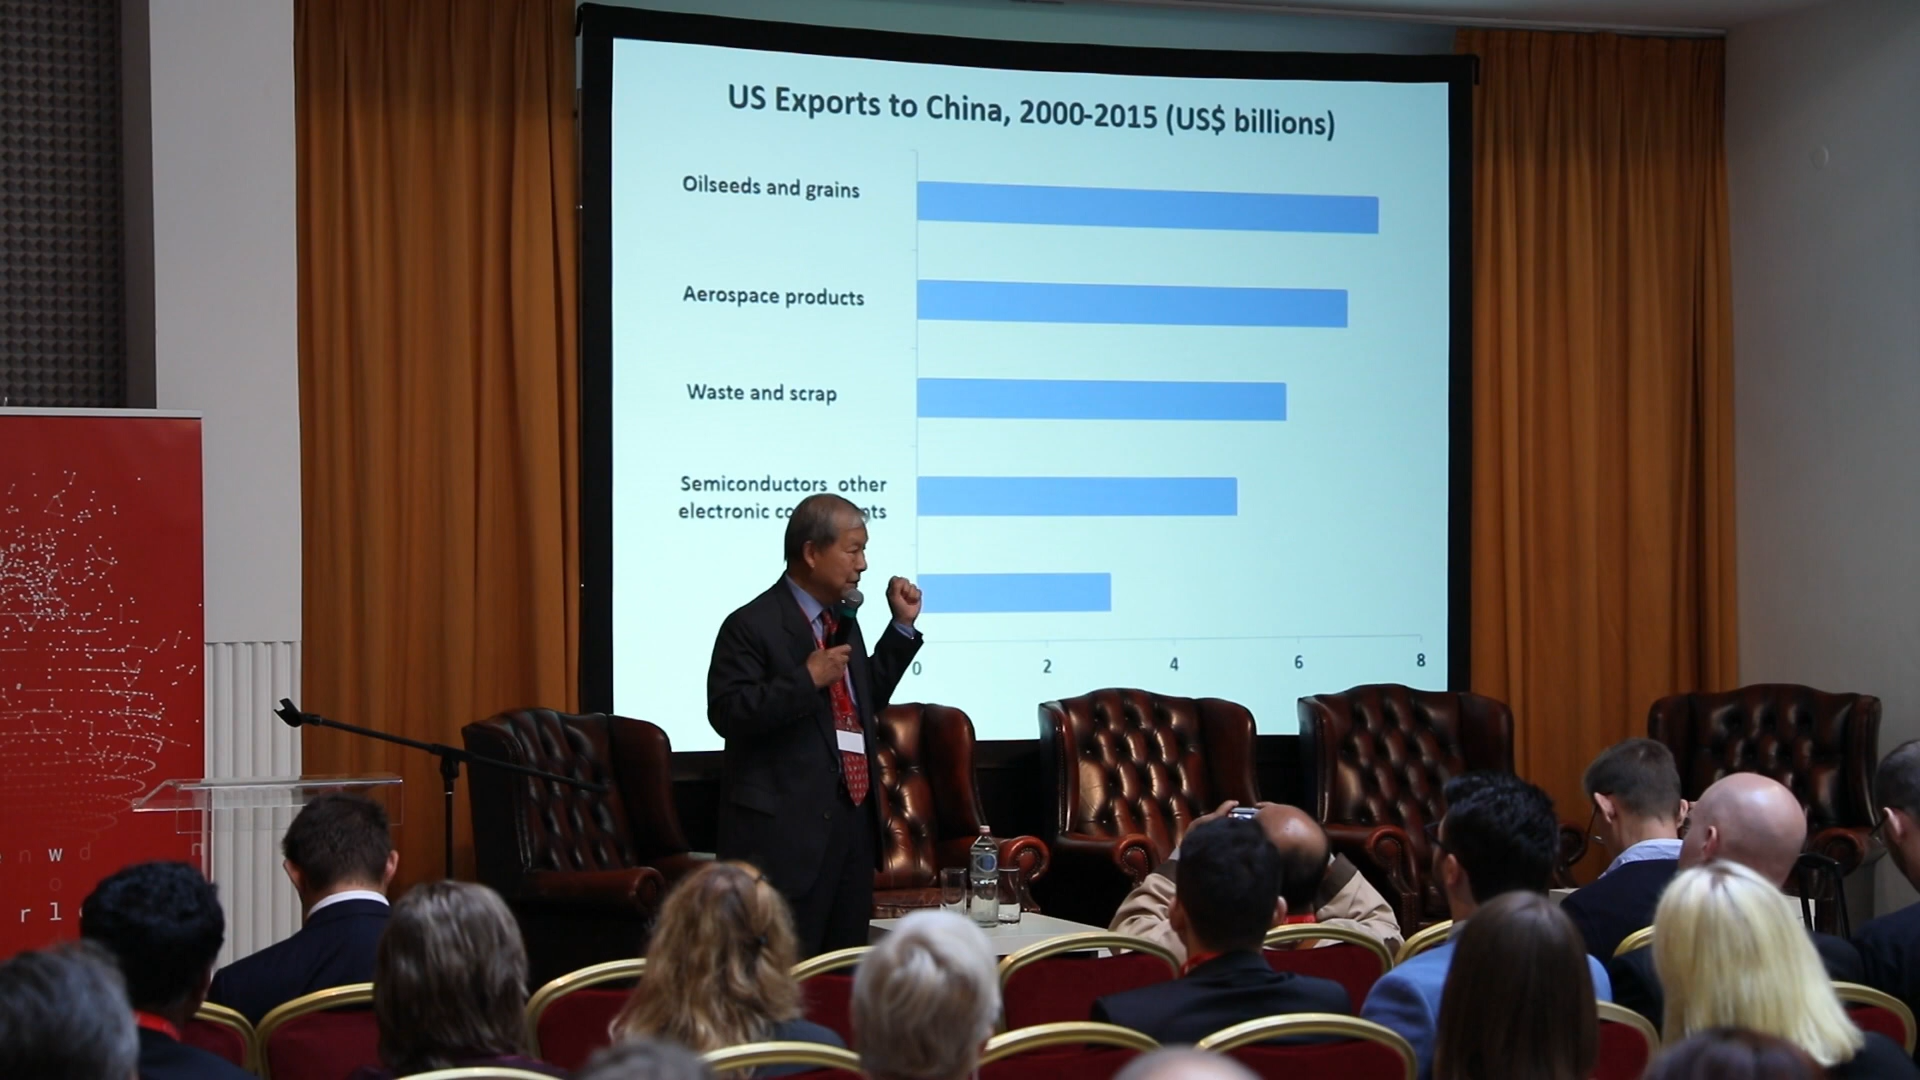 US Exports to China, 2000-2015 (US$ billions)
Oilseeds and grains
Aerospace products
Waste and scrap
Semiconductors other
electronic
0 2 4 6 8